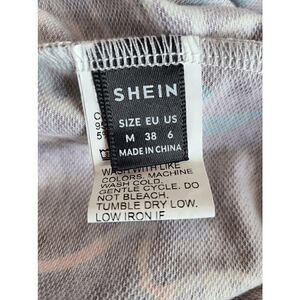 SHEIN
SIZE EU US
M 38 6
MADE IN CHINA
WASH WITH LIKE
COLORS, MACHINE
WASH COLD,
GENTLE CYCLE. DO
NOT BLEACH.
TUMBLE DRY LOW.
LOW IRON IF